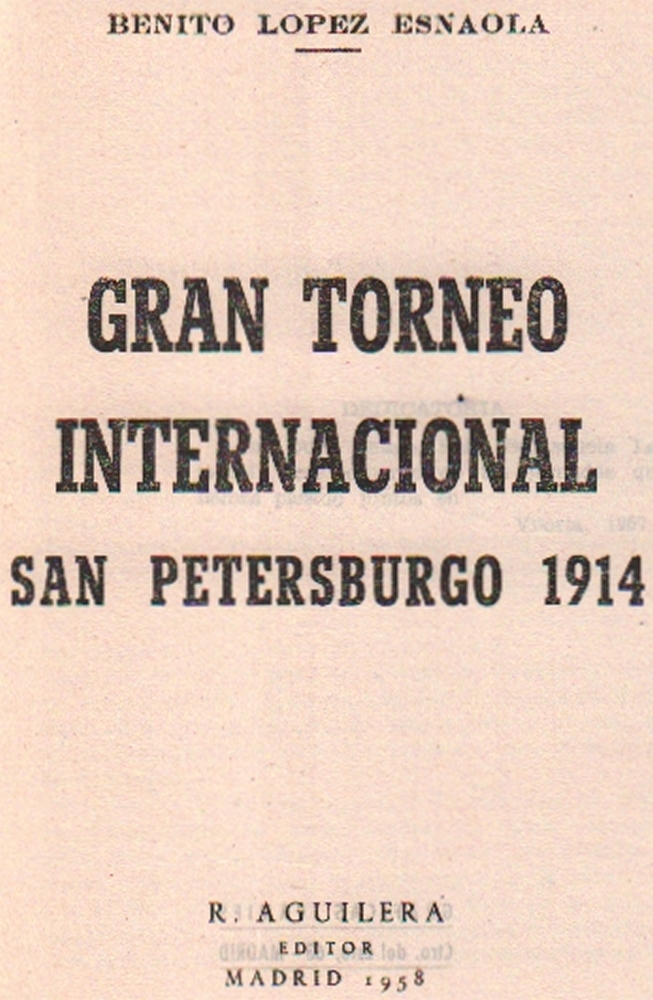 BENITO LOPEZ ESNAOLA
GRAN TORNEO
INTERNACIONAL
SAN PETERSBURGO 1914
R. AGUILERA
EDITOR
MADRID 1958